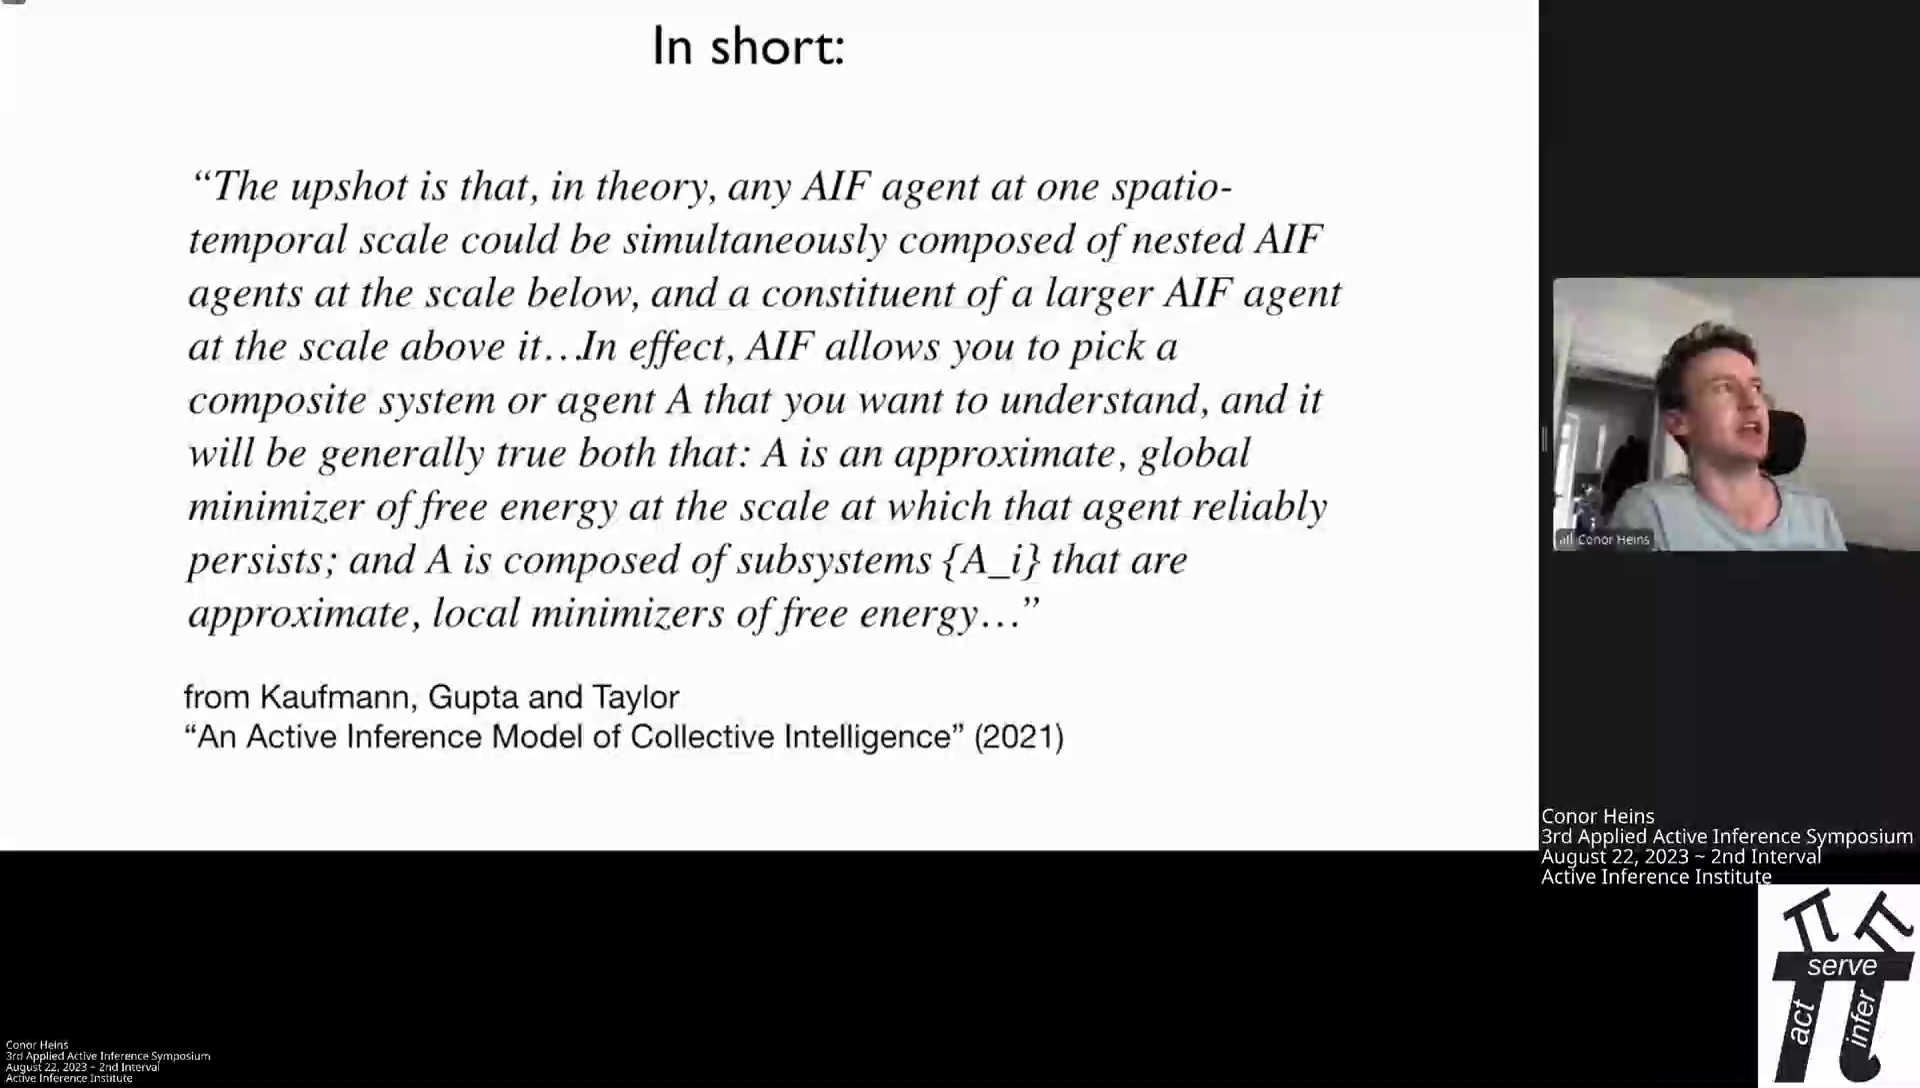 In short:
“The upshot is that, in theory, any AIF agent at one spatio-
temporal scale could be simultaneously composed of nested AIF
agents at the scale below, and a constituent of a larger AIF agent
at the scale above it…In effect, AIF allows you to pick a
composite system or agent A that you want to understand, and it
will be generally true both that: A is an approximate, global
minimizer of free energy at the scale at which that agent reliably
persists; and A is composed of subsystems {A_i} that are
approximate, local minimizers of free energy…”
from Kaufmann, Gupta and Taylor
“An Active Inference Model of Collective Intelligence” (2021)
Conor Heins
Conor Heins
3rd Applied Active Inference Symposium
August 22, 2023 ~ 2nd Interval
Active Inference Institute
serve
act
infer
Conor Heins
3rd Applied Active Inference Symposium
August 22, 2023 ~ 2nd Interval
Active Inference Institute